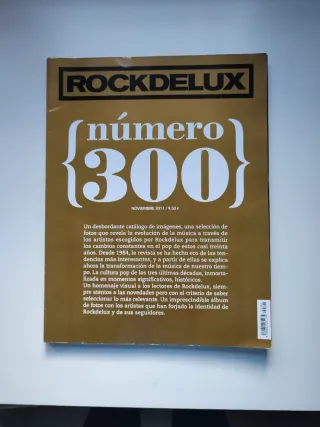 ROCKDELUX
{número
300}
NOVIEMBRE 2011 / 9,50 €
Un desbordante catálogo de imágenes, una selección de
fotos que revela la evolución de la música a través de
los artistas escogidos por Rockdelux para transmitir
los cambios constantes en el pop de estos casi treinta
años. Desde 1984, la revista se ha hecho eco de las ten-
dencias más interesantes, y a partir de ellas se explica
ahora la transformación de la música de nuestro tiem-
po. La cultura pop de las tres últimas décadas, inmorta-
lizada en momentos significativos, históricos.
Un homenaje visual a los lectores de Rockdelux, siem-
pre atentos a las novedades pero con el criterio de saber
seleccionar lo más relevante. Un imprescindible álbum
de fotos con los artistas que han forjado la identidad de
Rockdelux y de sus seguidores.